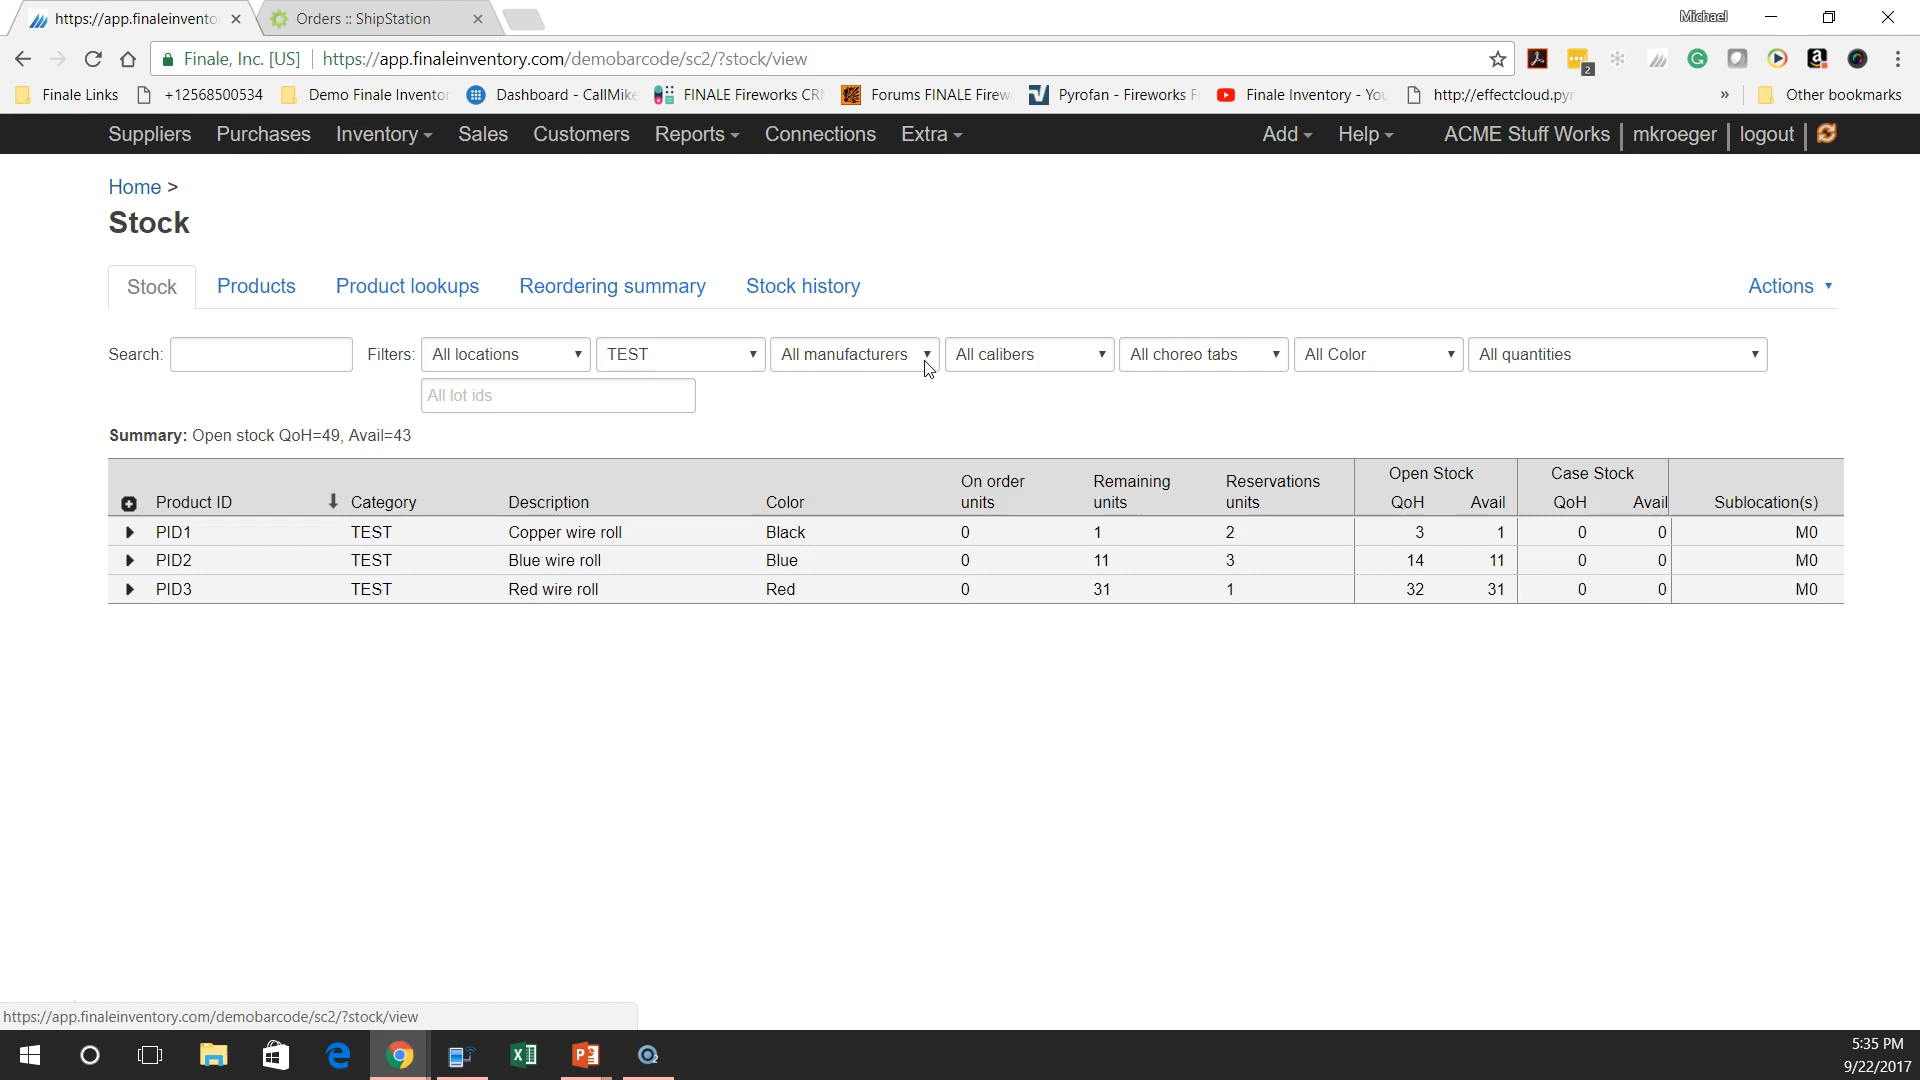 https://app.finaleinvento
Orders :: ShipStation
Michael
Finale, Inc. [US]
https://app.finaleinventory.com/demobarcode/sc2/?stock/view
2
Finale Links
+12568500534
Demo Finale Invento
Dashboard - CallMike
FINALE Fireworks CR
Forums FINALE Firew
Pyrofan - Fireworks F
Finale Inventory - You
http://effectcloud.pyr
»
Other bookmarks
Suppliers
Purchases
Inventory
Sales
Customers
Reports
Connections
Extra
Add
Help
ACME Stuff Works
mkroeger
logout
Home >
Stock
Stock
Products
Product lookups
Reordering summary
Stock history
Actions
Search:
Filters:
All locations
TEST
All manufacturers
All calibers
All choreo tabs
All Color
All quantities
All lot ids
Summary: Open stock QoH=49, Avail=43
Product ID Category Description Color On order units Remaining units Reservations units Open Stock QoH Avail Case Stock QoH Avail Sublocation(s)
PID1 TEST Copper wire roll Black 0 1 2 3 1 0 0 M0
PID2 TEST Blue wire roll Blue 0 11 3 14 11 0 0 M0
PID3 TEST Red wire roll Red 0 31 1 32 31 0 0 M0
https://app.finaleinventory.com/demobarcode/sc2/?stock/view
5:35 PM
9/22/2017